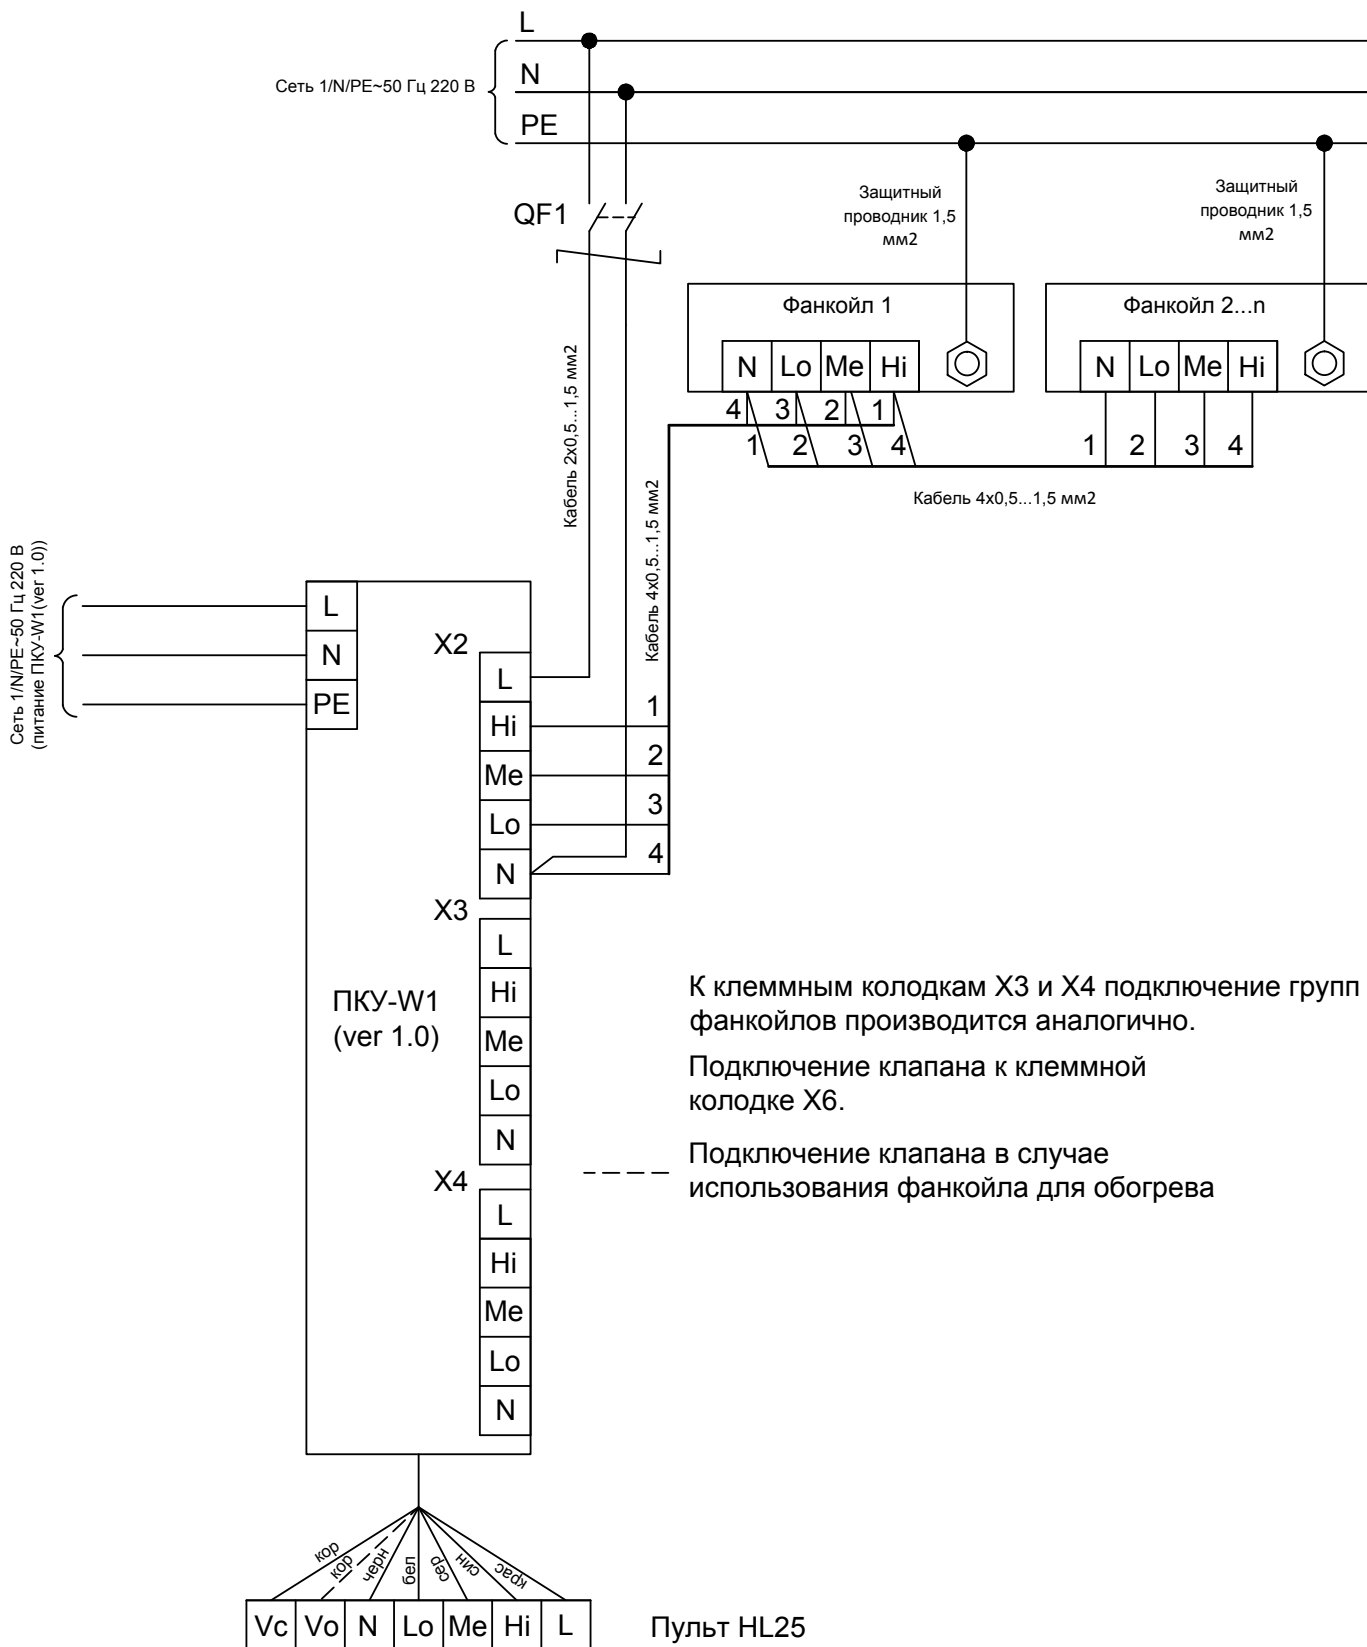 L
Сеть 1/N/PE~50 Гц 220 В
N
PE
QF1
Защитный
проводник 1,5
мм2
Защитный
проводник 1,5
мм2
Фанкойл 1
Фанкойл 2...n
N Lo Me Hi
N Lo Me Hi
4 3 2 1
1 2 3 4
1 2 3 4
Кабель 2х0,5...1,5 мм2
Кабель 4х0,5...1,5 мм2
Кабель 4х0,5...1,5 мм2
Сеть 1/N/PE~50 Гц 220 В
(питание ПКУ-W1(ver 1.0))
L
N
PE
X2
L
Hi
Me
Lo
N
1
2
3
4
X3
L
Hi
Me
Lo
N
ПКУ-W1
(ver 1.0)
К клеммным колодкам X3 и X4 подключение групп
фанкойлов производится аналогично.
Подключение клапана к клеммной
колодке X6.
Подключение клапана в случае
использования фанкойла для обогрева
X4
L
Hi
Me
Lo
N
кор
кор
черн
бел
сер
син
крас
Vc Vo N Lo Me Hi L
Пульт HL25